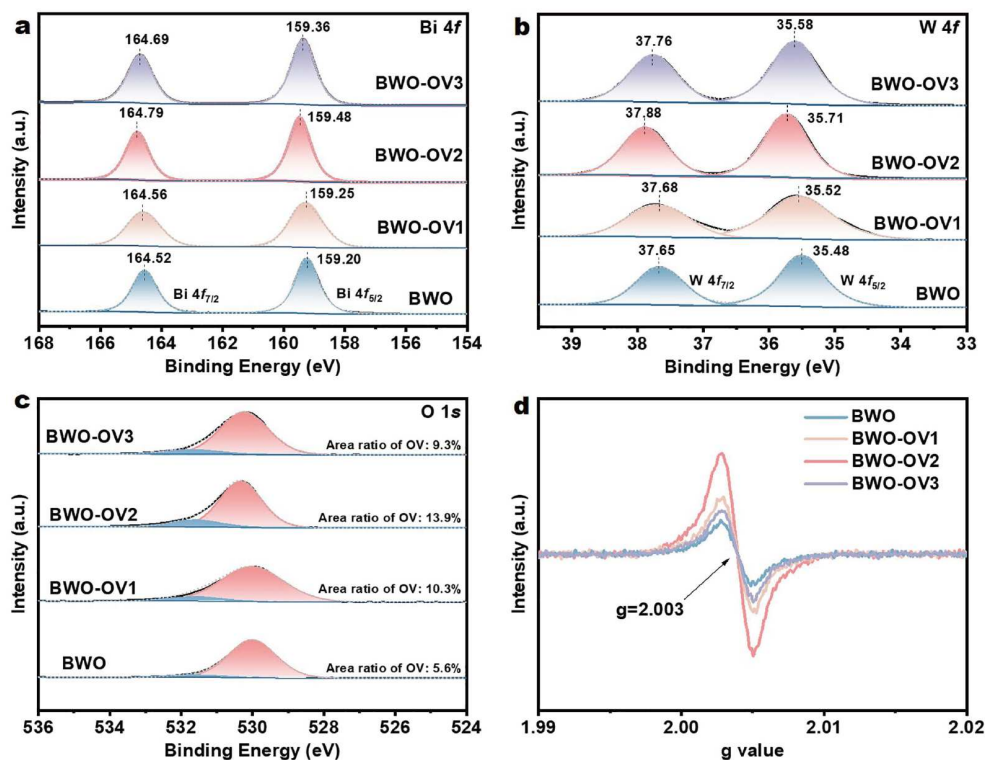 a
Bi 4f
164.69
159.36
BWO-OV3
164.79
159.48
BWO-OV2
164.56
159.25
BWO-OV1
164.52
159.20
Bi 4f7/2
Bi 4f5/2
BWO
168 166 164 162 160 158 156 154
Binding Energy (eV)
Intensity (a.u.)
b
W 4f
37.76
35.58
BWO-OV3
37.88
35.71
BWO-OV2
37.68
35.52
BWO-OV1
37.65
35.48
W 4f7/2
W 4f5/2
BWO
39 38 37 36 35 34 33
Binding Energy (eV)
Intensity (a.u.)
c
O 1s
BWO-OV3
Area ratio of OV: 9.3%
BWO-OV2
Area ratio of OV: 13.9%
BWO-OV1
Area ratio of OV: 10.3%
BWO
Area ratio of OV: 5.6%
536 534 532 530 528 526 524
Binding Energy (eV)
Intensity (a.u.)
d
BWO
BWO-OV1
BWO-OV2
BWO-OV3
g=2.003
1.99 2.00 2.01 2.02
g value
Intensity (a.u.)